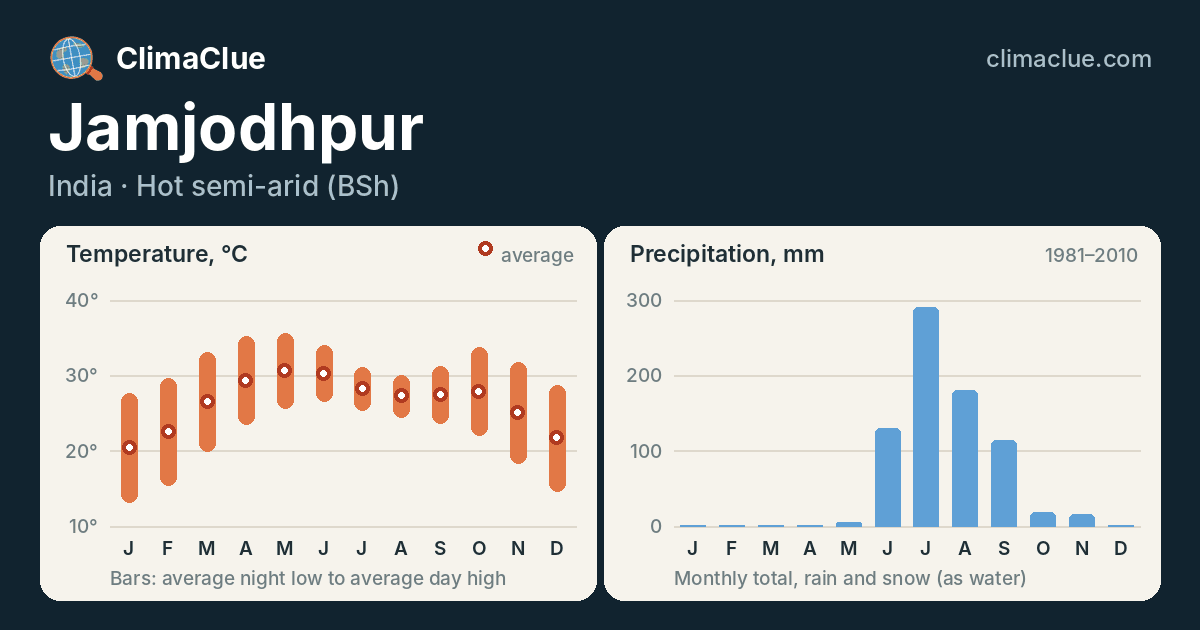 ClimaClue
climaclue.com
Jamjodhpur
India · Hot semi-arid (BSh)
Temperature, °C
average
40°
30°
20°
10°
J F M A M J J A S O N D
Bars: average night low to average day high
Precipitation, mm
1981–2010
300
200
100
0
J F M A M J J A S O N D
Monthly total, rain and snow (as water)